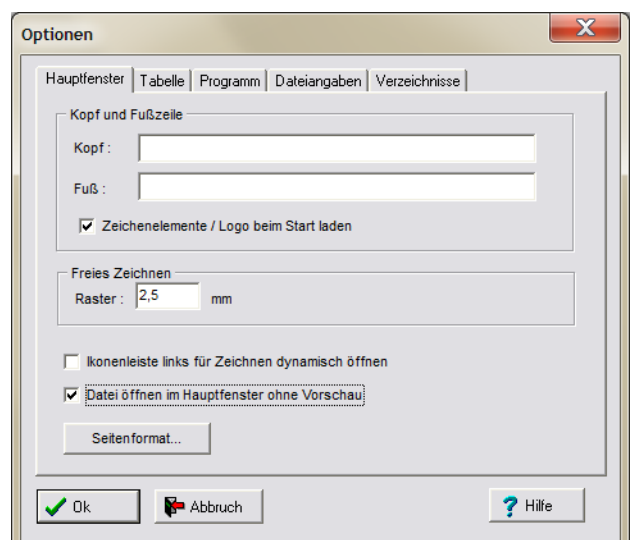 Optionen
Hauptfenster Tabelle Programm Dateiangaben Verzeichnisse
Kopf und Fußzeile
Kopf :
Fuß :
Zeichenelemente / Logo beim Start laden
Freies Zeichnen
Raster : 2,5 mm
Ikonenleiste links für Zeichnen dynamisch öffnen
Datei öffnen im Hauptfenster ohne Vorschau
Seitenformat...
Ok Abbruch Hilfe